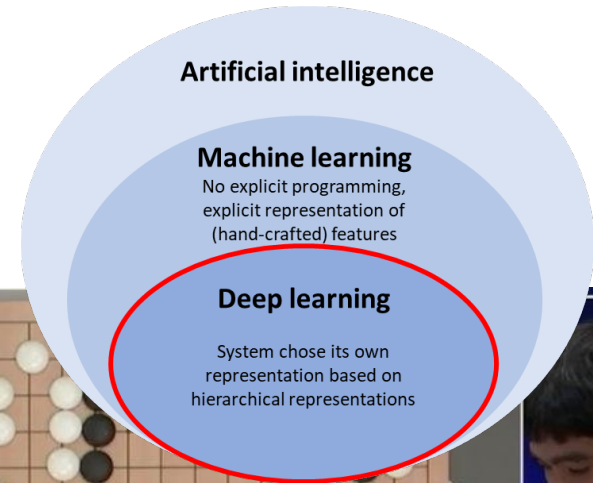 Artificial intelligence
Machine learning
No explicit programming,
explicit representation of
(hand-crafted) features
Deep learning
System chose its own
representation based on
hierarchical representations